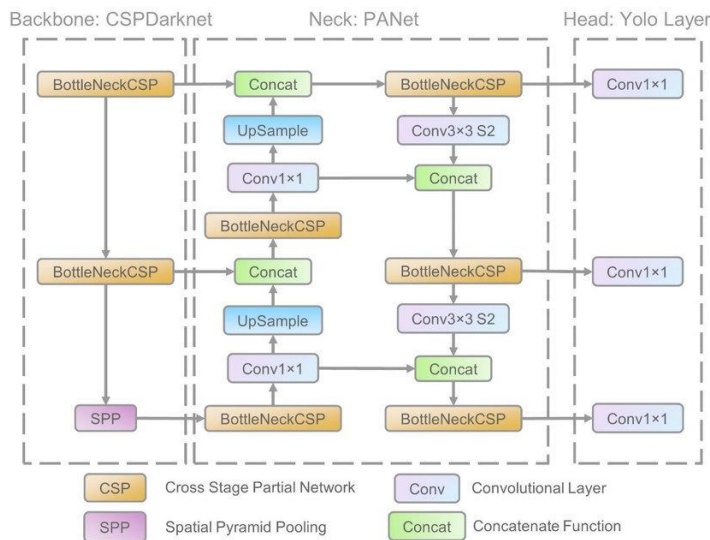 Backbone: CSPDarknet
Neck: PANet
Head: Yolo Layer
BottleNeckCSP
Concat
BottleNeckCSP
Conv1×1
UpSample
Conv3×3 S2
Conv1×1
Concat
BottleNeckCSP
BottleNeckCSP
Concat
BottleNeckCSP
Conv1×1
UpSample
Conv3×3 S2
Conv1×1
Concat
SPP
BottleNeckCSP
BottleNeckCSP
Conv1×1
CSP
Cross Stage Partial Network
Conv
Convolutional Layer
SPP
Spatial Pyramid Pooling
Concat
Concatenate Function